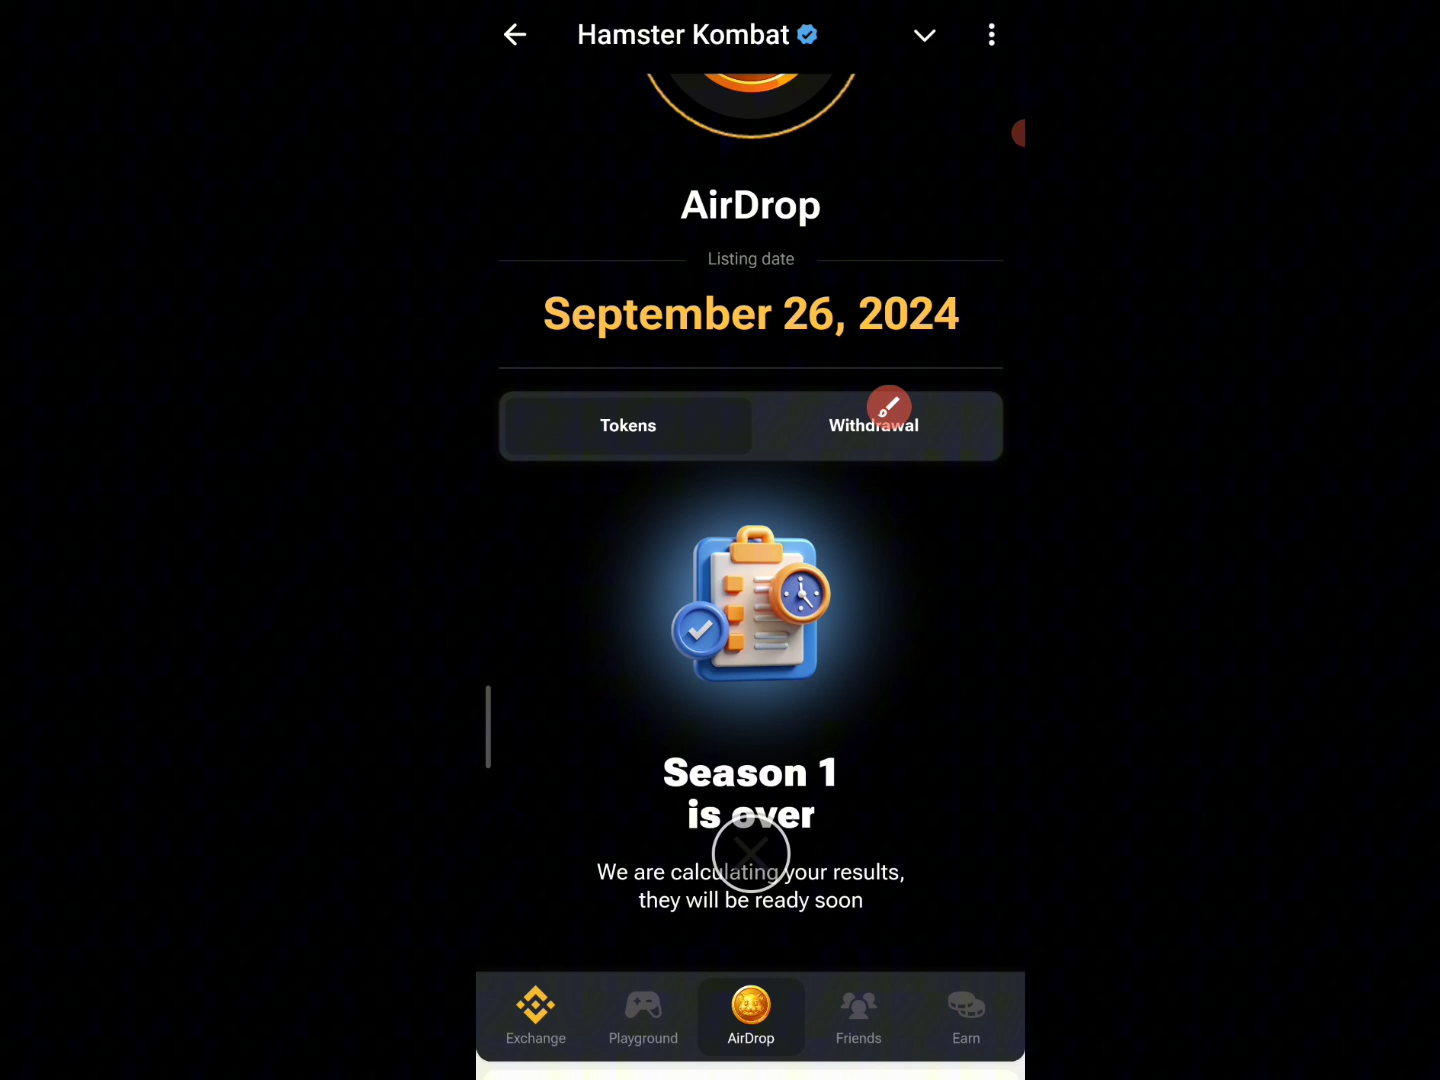 Hamster Kombat
AirDrop
Listing date
September 26, 2024
Tokens
Withdrawal
Season 1
is over
We are calculating your results,
they will be ready soon
Exchange
Playground
AirDrop
Friends
Earn